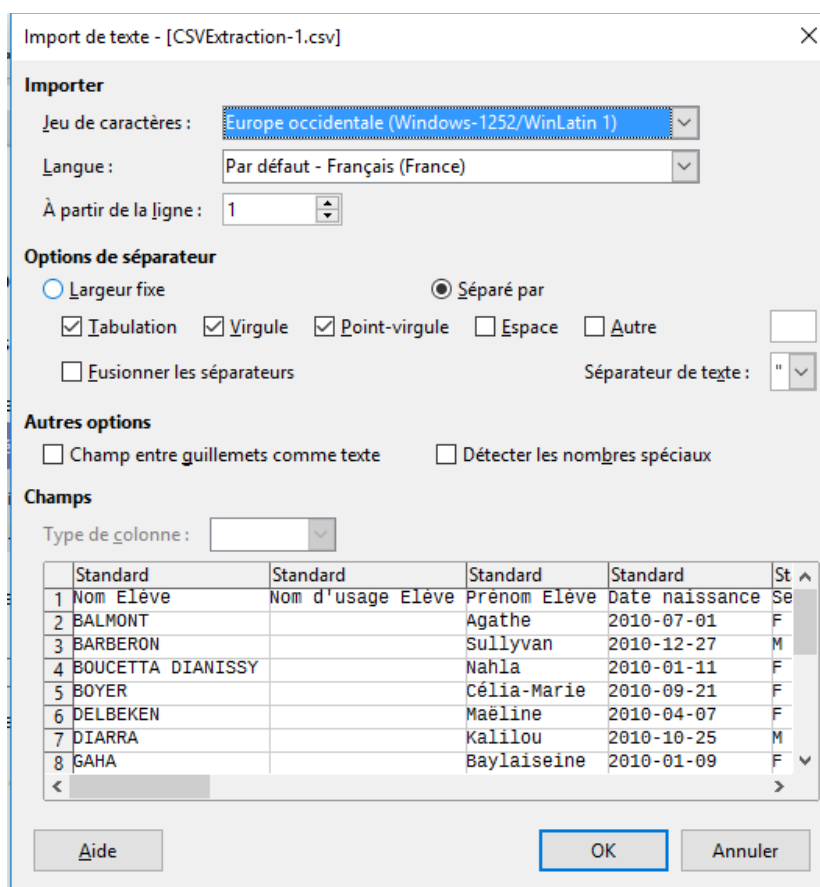 Import de texte - [CSVExtraction-1.csv]
Importer
Jeu de caractères : Europe occidentale (Windows-1252/WinLatin 1)
Langue : Par défaut - Français (France)
À partir de la ligne : 1
Options de séparateur
Largeur fixe Séparé par
Tabulation Virgule Point-virgule Espace Autre
Fusionner les séparateurs Séparateur de texte : "
Autres options
Champ entre guillemets comme texte Détecter les nombres spéciaux
Champs
Type de colonne :
Standard Standard Standard Standard St
1 Nom Elève Nom d'usage Elève Prénom Elève Date naissance Se
2 BALMONT Agathe 2010-07-01 F
3 BARBERON Sullyvan 2010-12-27 M
4 BOUCETTA DIANISSY Nahla 2010-01-11 F
5 BOYER Célia-Marie 2010-09-21 F
6 DELBEKEN Maëline 2010-04-07 F
7 DIARRA Kalilou 2010-10-25 M
8 GAHA Baylaiseine 2010-01-09 F
Aide OK Annuler